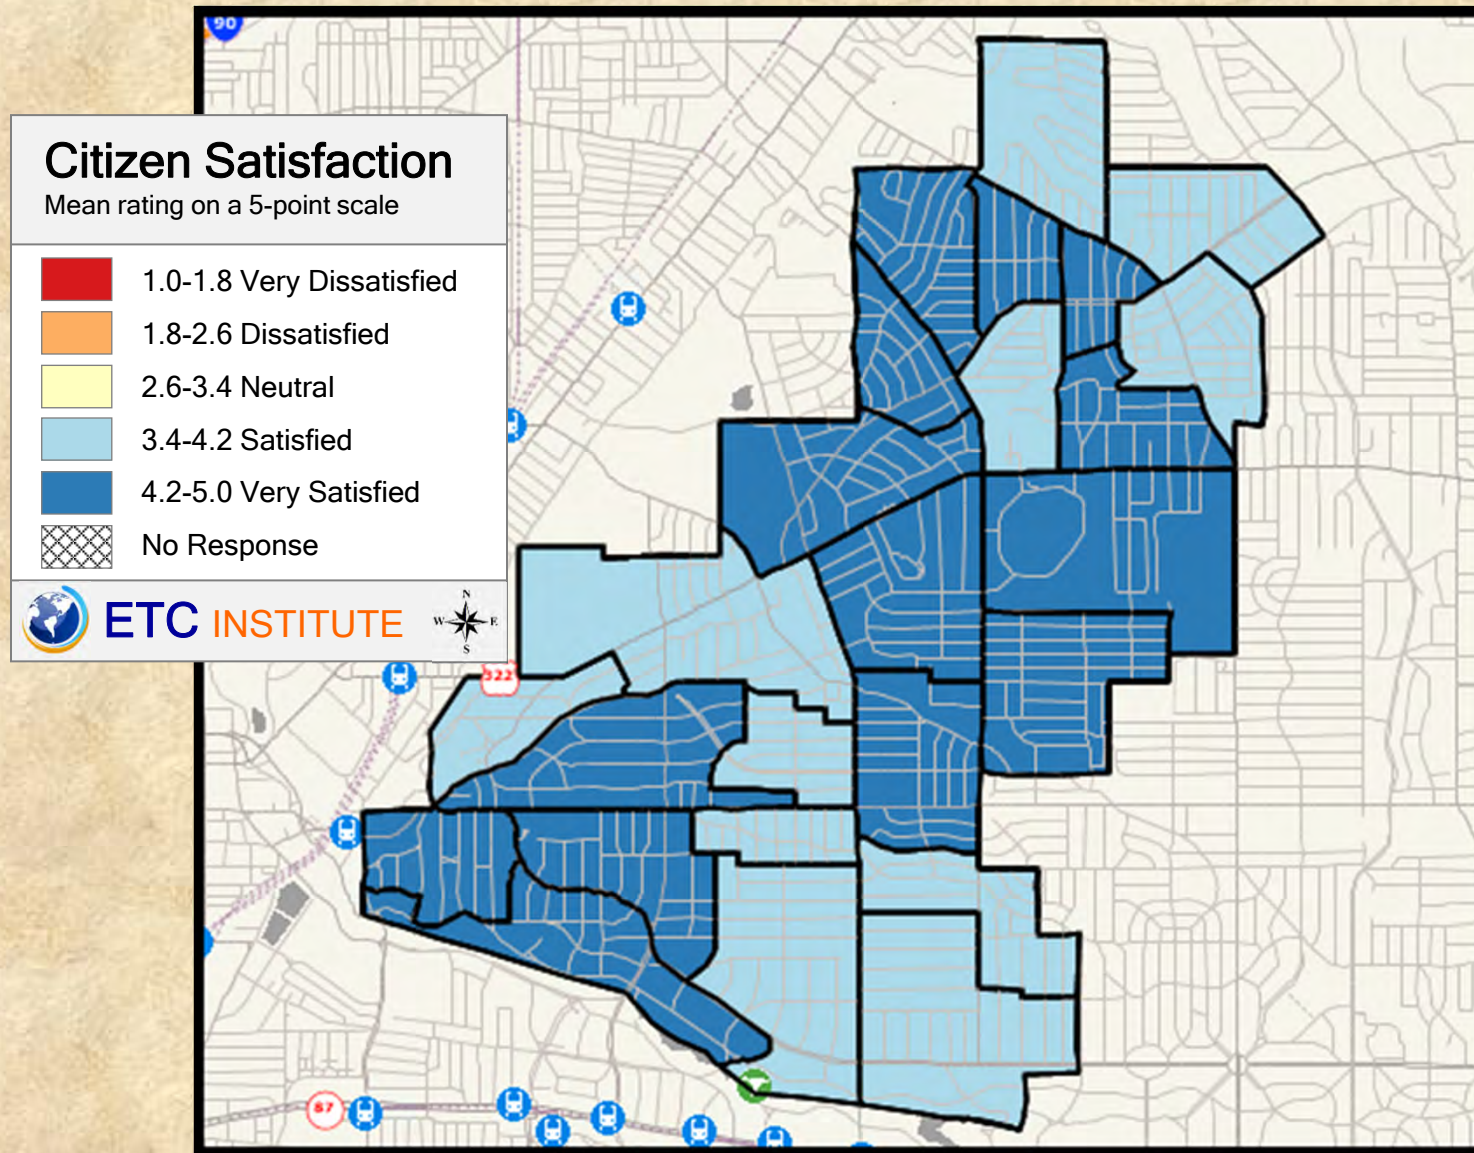 90
Citizen Satisfaction
Mean rating on a 5-point scale
1.0-1.8 Very Dissatisfied
1.8-2.6 Dissatisfied
2.6-3.4 Neutral
3.4-4.2 Satisfied
4.2-5.0 Very Satisfied
No Response
ETC INSTITUTE
N
W E
S
322
87